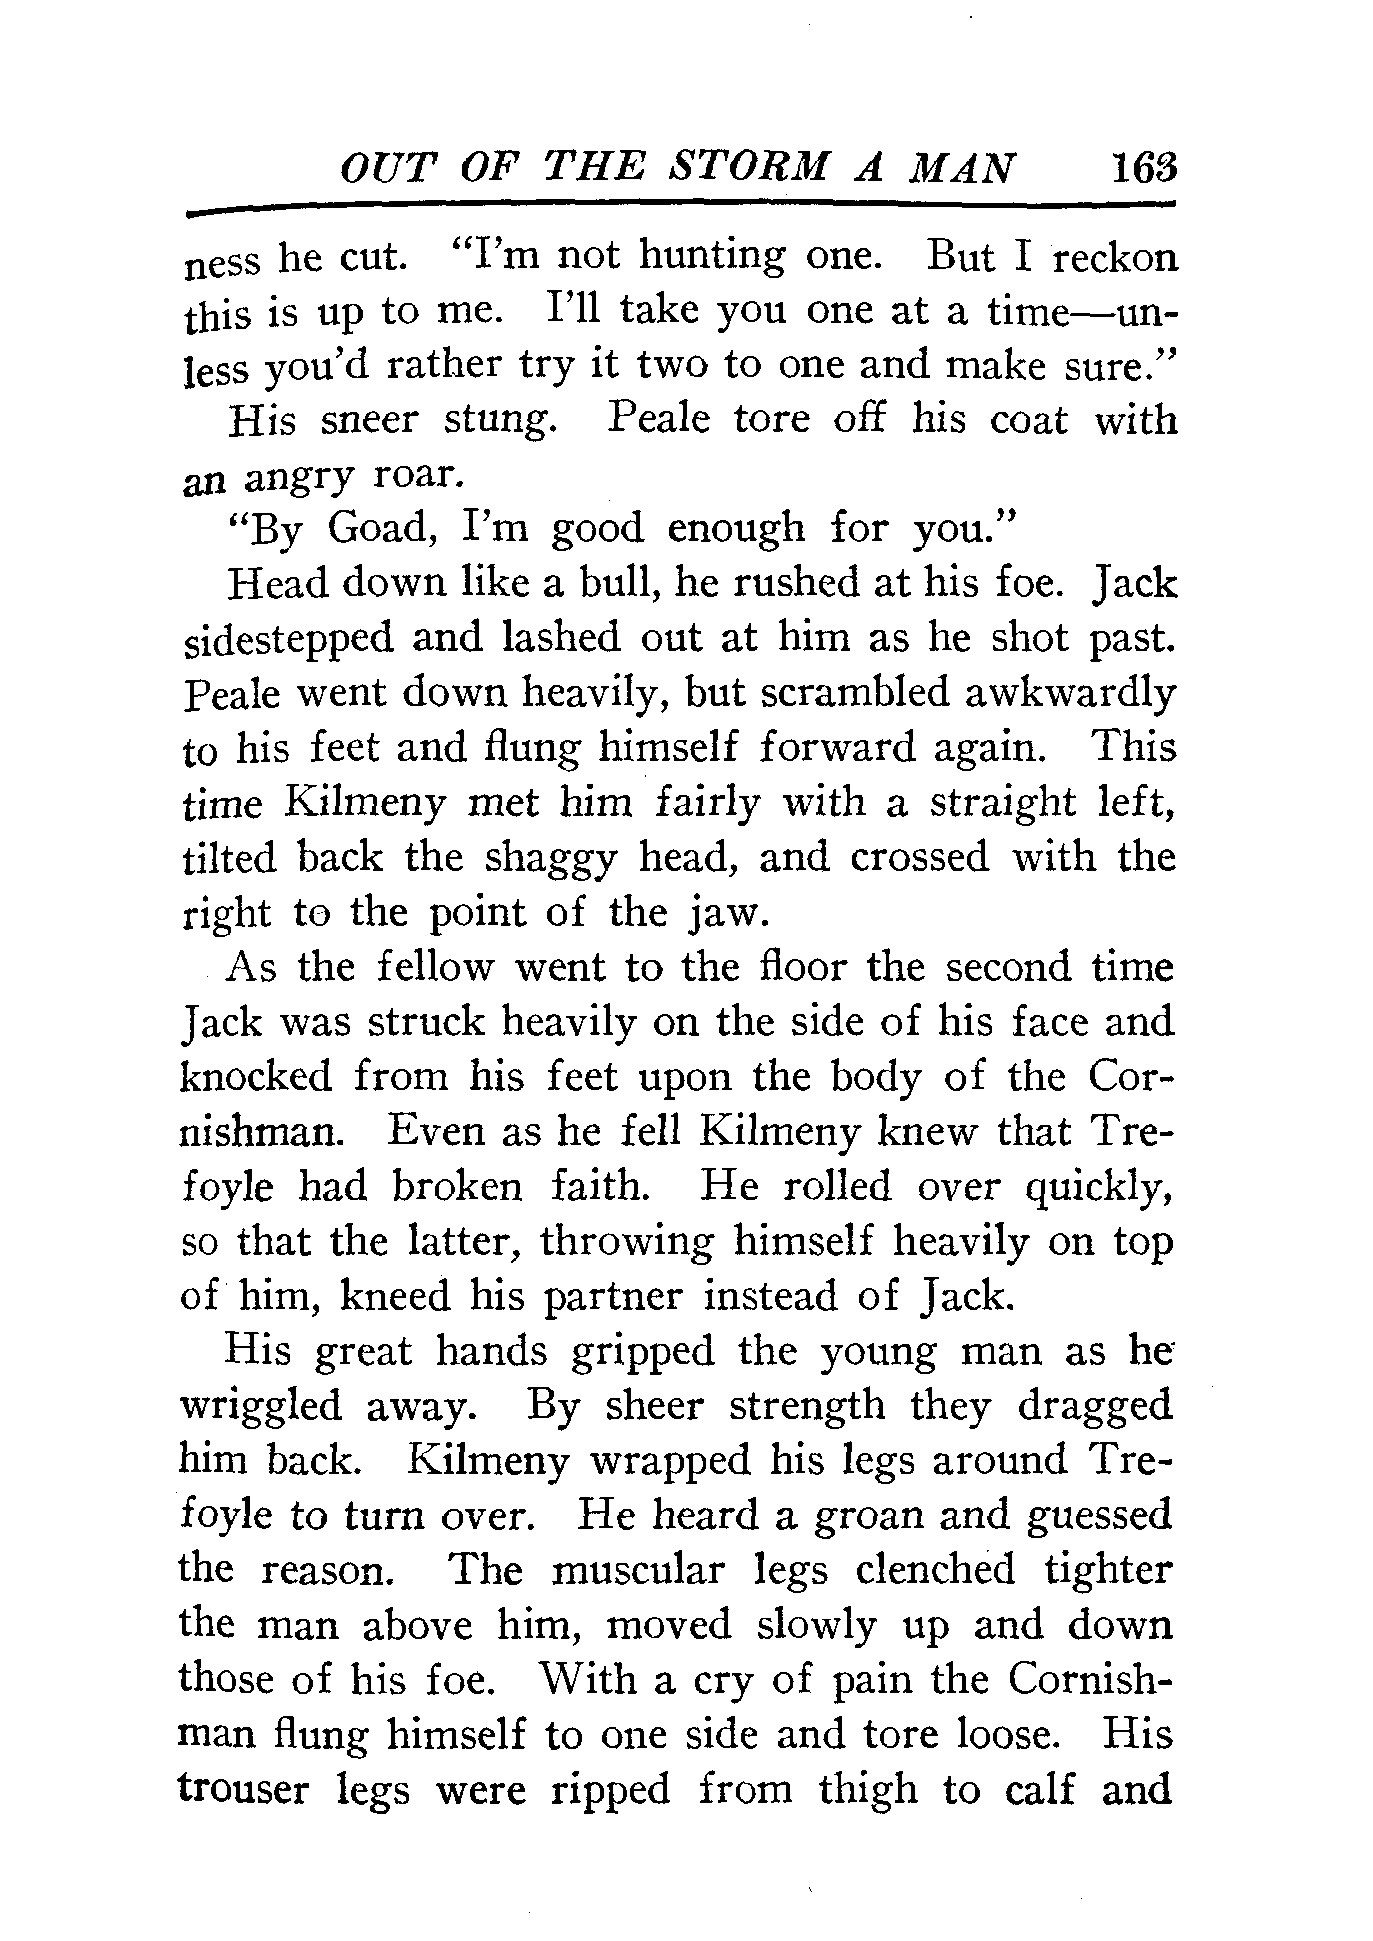 OUT OF THE STORM A MAN 163
ness he cut. “I’m not hunting one. But I reckon
this is up to me. I’ll take you one at a time—un-
less you’d rather try it two to one and make sure.”
His sneer stung. Peale tore off his coat with
an angry roar.
“By Goad, I’m good enough for you.”
Head down like a bull, he rushed at his foe. Jack
sidestepped and lashed out at him as he shot past.
Peale went down heavily, but scrambled awkwardly
to his feet and flung himself forward again. This
time Kilmeny met him fairly with a straight left,
tilted back the shaggy head, and crossed with the
right to the point of the jaw.
As the fellow went to the floor the second time
Jack was struck heavily on the side of his face and
knocked from his feet upon the body of the Cor-
nishman. Even as he fell Kilmeny knew that Tre-
foyle had broken faith. He rolled over quickly,
so that the latter, throwing himself heavily on top
of him, kneed his partner instead of Jack.
His great hands gripped the young man as he
wriggled away. By sheer strength they dragged
him back. Kilmeny wrapped his legs around Tre-
foyle to turn over. He heard a groan and guessed
the reason. The muscular legs clenched tighter
the man above him, moved slowly up and down
those of his foe. With a cry of pain the Cornish-
man flung himself to one side and tore loose. His
trouser legs were ripped from thigh to calf and